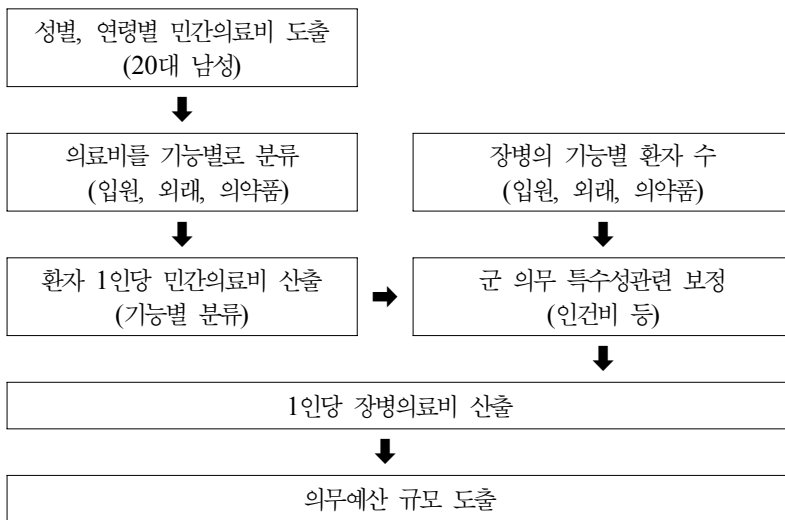 성별, 연령별 민간의료비 도출
(20대 남성)
의료비를 기능별로 분류
(입원, 외래, 의약품)
장병의 기능별 환자 수
(입원, 외래, 의약품)
환자 1인당 민간의료비 산출
(기능별 분류)
군 의무 특수성관련 보정
(인건비 등)
1인당 장병의료비 산출
의무예산 규모 도출